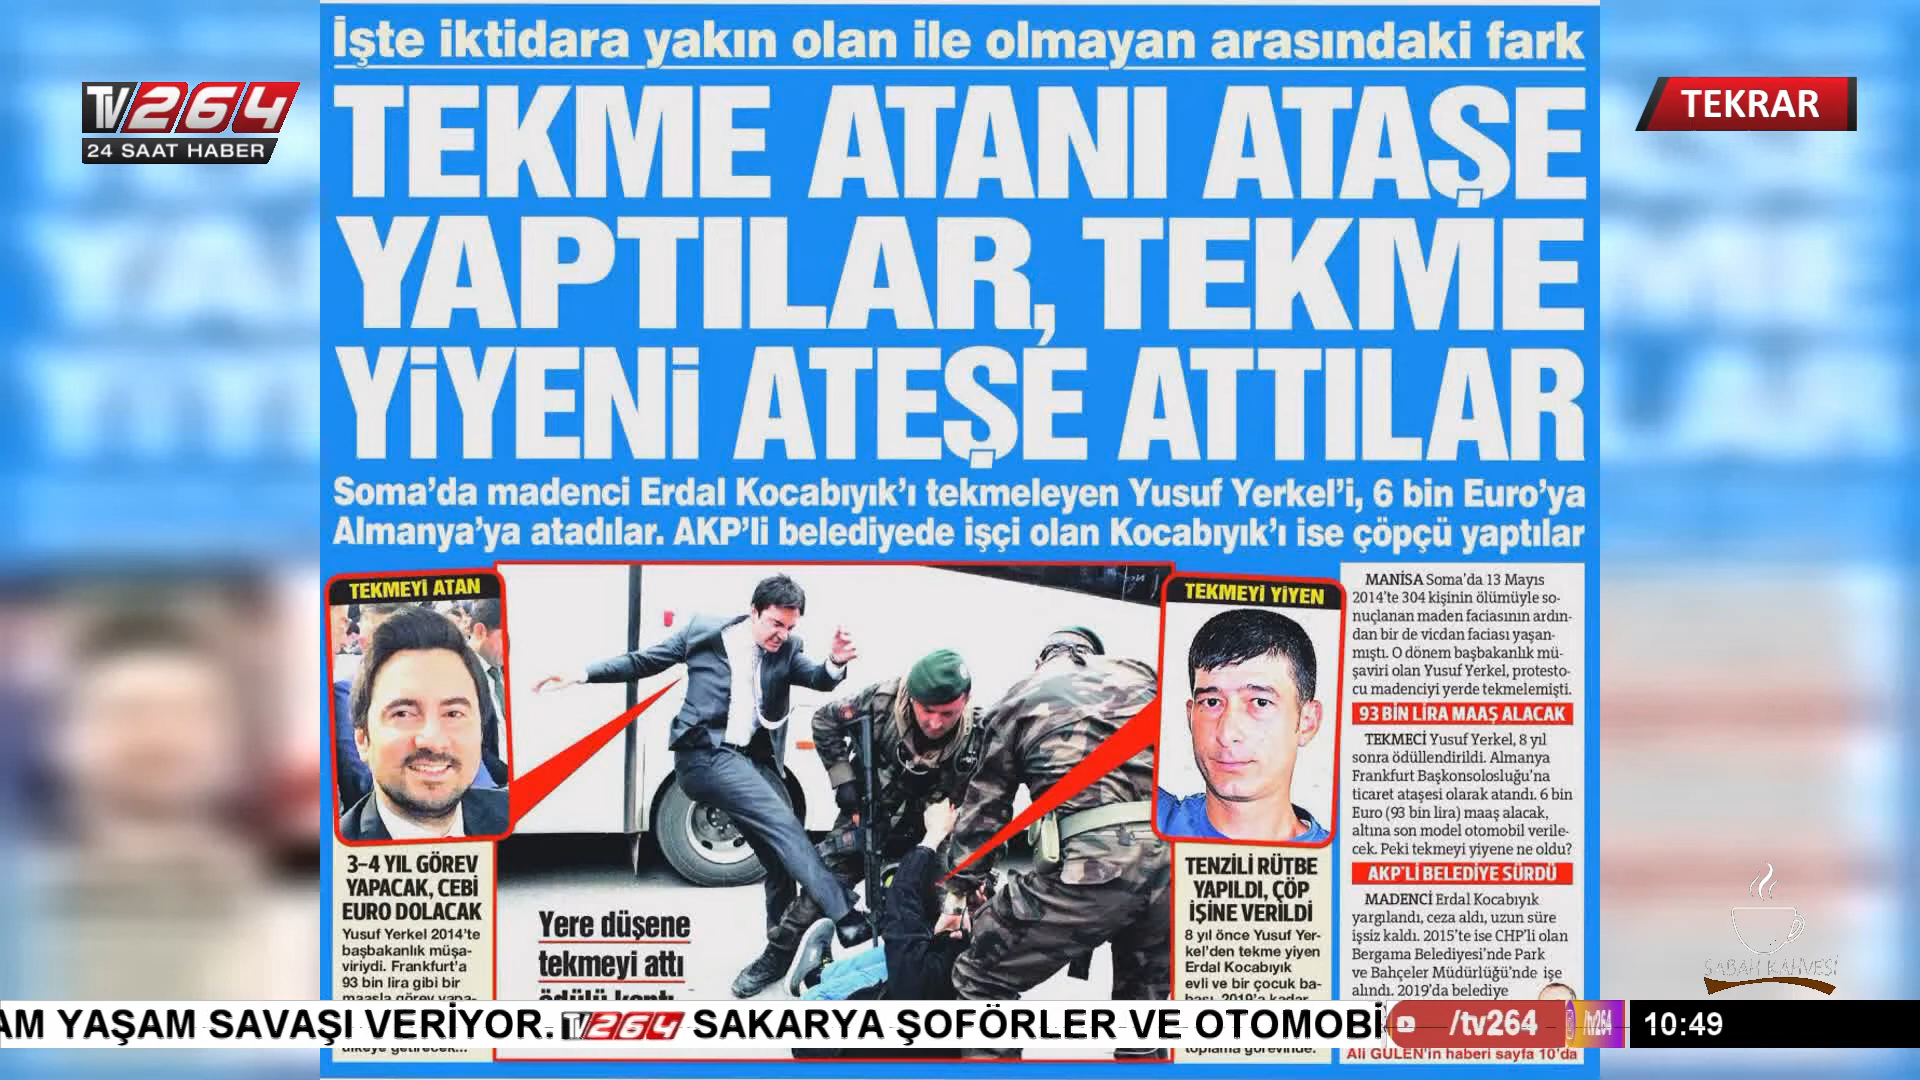 İşte iktidara yakın olan ile olmayan arasındaki fark
TV264
24 SAAT HABER
TEKRAR
TEKME ATANI ATAŞE
YAPTILAR, TEKME
YİYENİ ATEŞE ATTILAR
Soma'da madenci Erdal Kocabıyık'ı tekmeleyen Yusuf Yerkel'i, 6 bin Euro'ya
Almanya'ya atadılar. AKP'li belediyede işçi olan Kocabıyık'ı ise çöpçü yaptılar
TEKMEYİ ATAN
3-4 YIL GÖREV
YAPACAK, CEBİ
EURO DOLACAK
Yusuf Yerkel 2014'te
başbakanlık müşa-
viriydi. Frankfurt'a
93 bin lira gibi bir
maaşla görev yapa-
Yere düşene
tekmeyi attı
ödülü kaptı
TEKMEYİ YİYEN
TENZİLİ RÜTBE
YAPILDI, ÇÖP
İŞİNE VERİLDİ
8 yıl önce Yusuf Yer-
kel'den tekme yiyen
Erdal Kocabıyık
evli ve bir çocuk ba-
bası. 2019'a kadar
toplama görevinde.
MANİSA Soma'da 13 Mayıs
2014'te 304 kişinin ölümüyle so-
nuçlanan maden faciasının ardın-
dan bir de vicdan faciası yaşan-
mıştı. O dönem başbakanlık mü-
şaviri olan Yusuf Yerkel, protesto-
cu madenciyi yerde tekmelemişti.
93 BİN LİRA MAAŞ ALACAK
TEKMECİ Yusuf Yerkel, 8 yıl
sonra ödüllendirildi. Almanya
Frankfurt Başkonsolosluğu'na
ticaret ataşesi olarak atandı. 6 bin
Euro (93 bin lira) maaş alacak,
altına son model otomobil verile-
cek. Peki tekmeyi yiyene ne oldu?
AKP'Lİ BELEDİYE SÜRDÜ
MADENCİ Erdal Kocabıyık
yargılandı, ceza aldı, uzun süre
işsiz kaldı. 2015'te ise CHP'li olan
Bergama Belediyesi'nde Park
ve Bahçeler Müdürlüğü'nde işe
alındı. 2019'da belediye
Ali GÜLEN'in haberi sayfa 10'da
SABAH KAHVESİ
AM YAŞAM SAVAŞI VERİYOR. TV264 SAKARYA ŞOFÖRLER VE OTOMOBİ
/tv264
/tv264
10:49